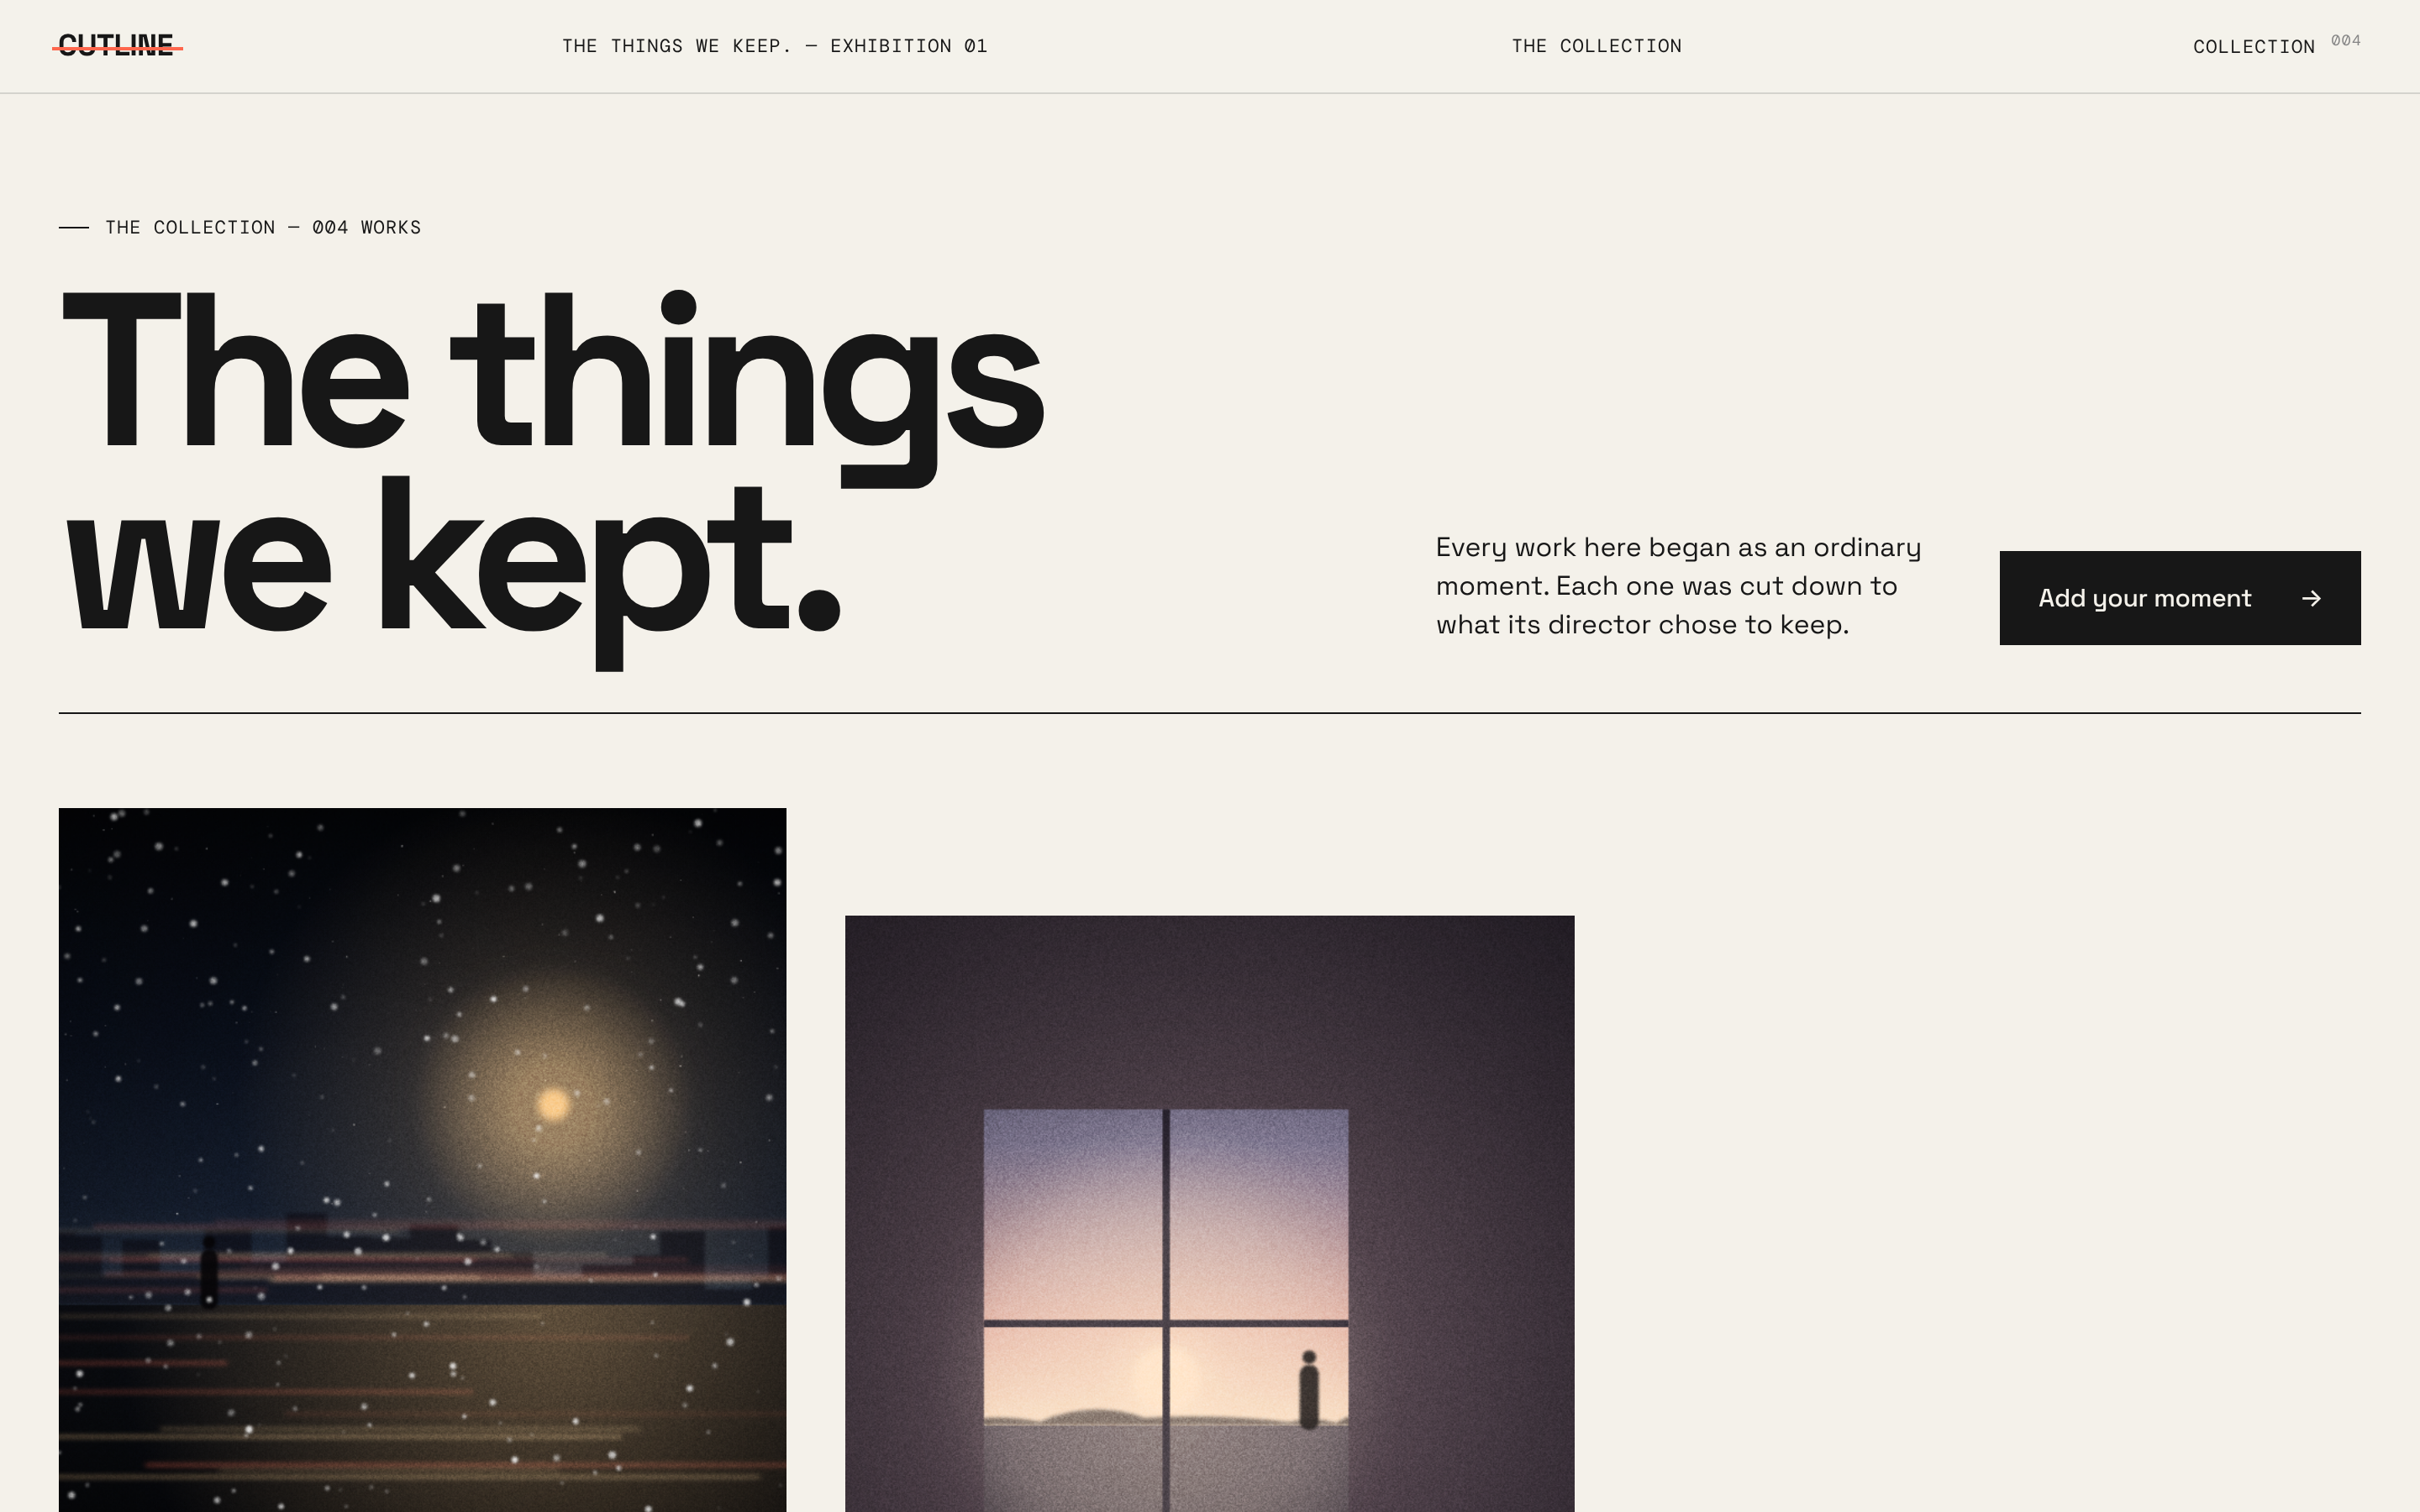 CUTLINE
THE THINGS WE KEEP. — EXHIBITION 01
THE COLLECTION
COLLECTION 004
THE COLLECTION — 004 WORKS
The things
we kept.
Every work here began as an ordinary
moment. Each one was cut down to
what its director chose to keep.
Add your moment →